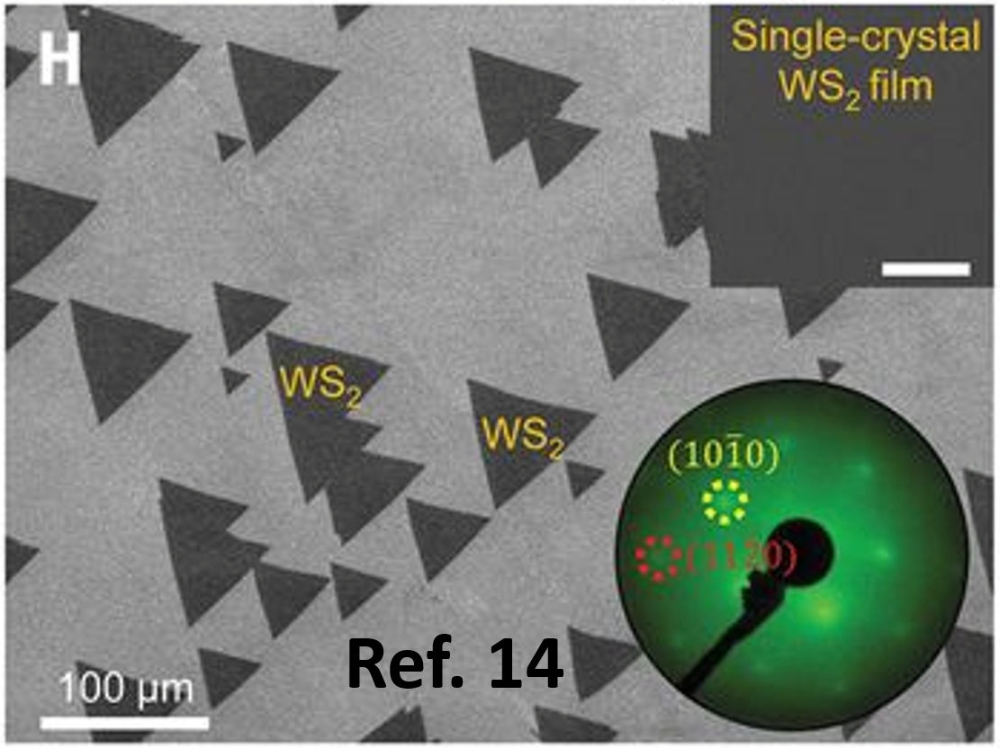 H
Single-crystal
WS₂ film
WS₂
WS₂
(101̄0)
(112̄0)
Ref. 14
100 μm